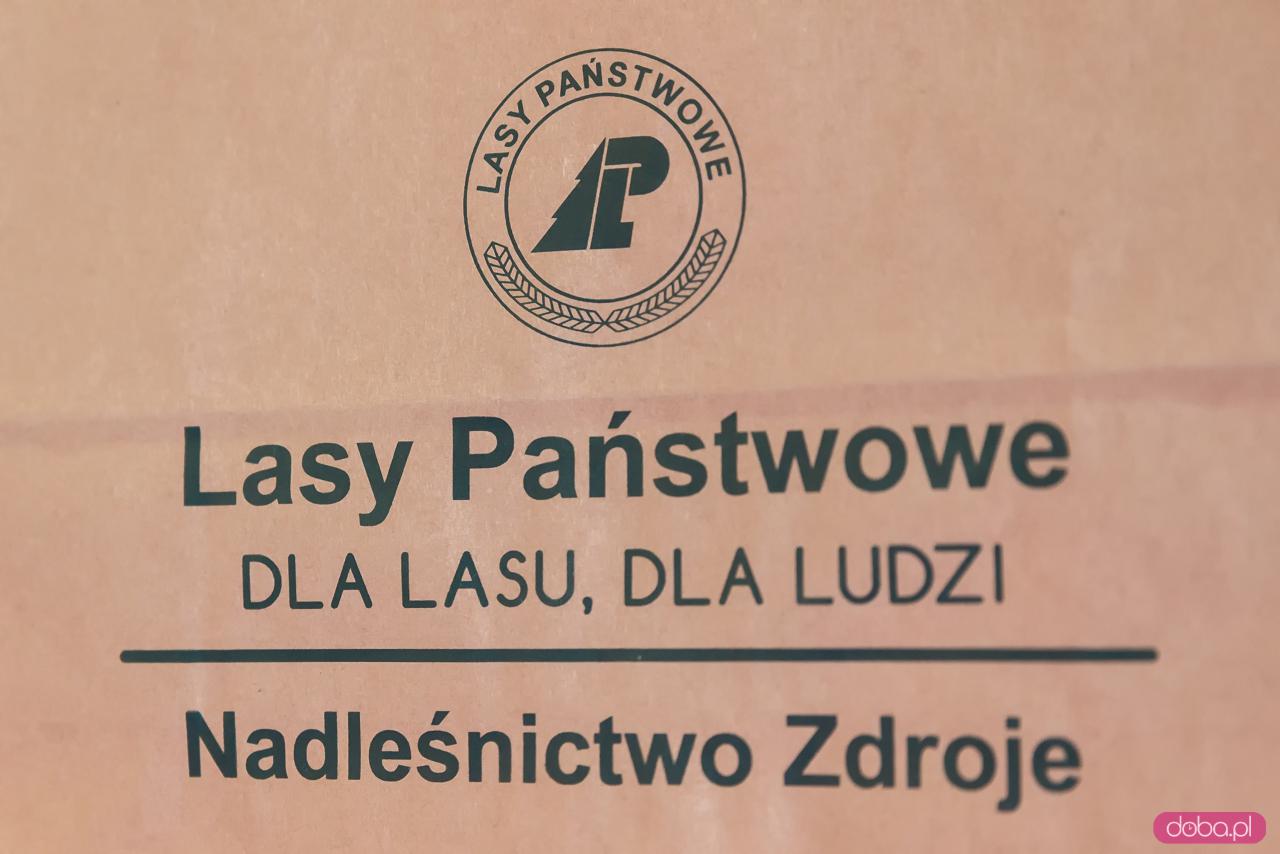 LASY PAŃSTWOWE
LP
Lasy Państwowe
DLA LASU, DLA LUDZI
Nadleśnictwo Zdroje
doba.pl